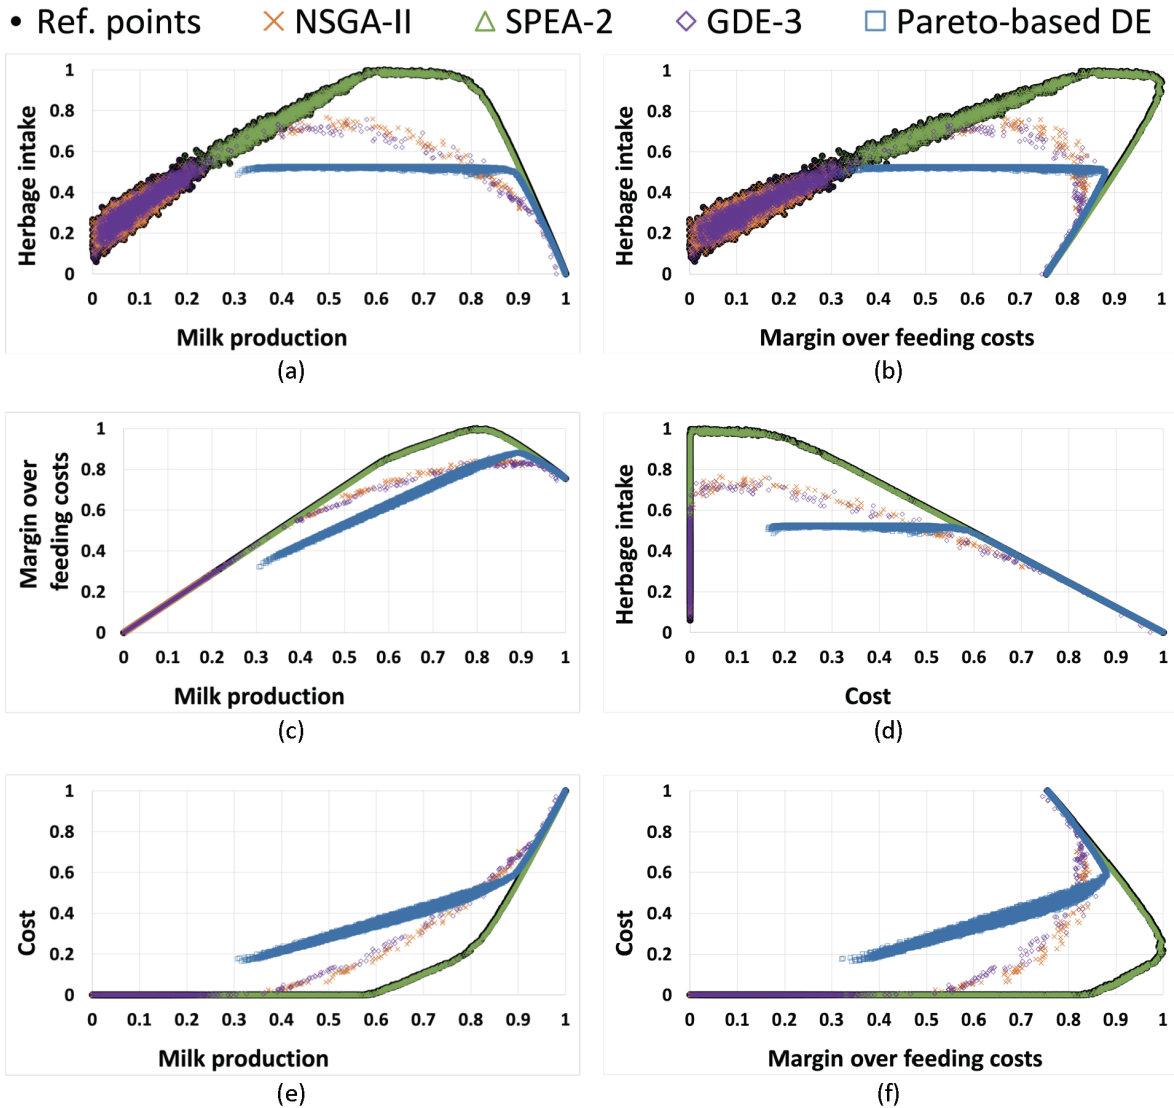 Ref. points NSGA-II SPEA-2 GDE-3 Pareto-based DE
1
0.8
0.6
0.4
0.2
0
Herbage intake
0 0.1 0.2 0.3 0.4 0.5 0.6 0.7 0.8 0.9 1
Milk production
(a)
1
0.8
0.6
0.4
0.2
0
Herbage intake
0 0.1 0.2 0.3 0.4 0.5 0.6 0.7 0.8 0.9 1
Margin over feeding costs
(b)
1
0.8
0.6
0.4
0.2
0
Margin over
feeding costs
0 0.1 0.2 0.3 0.4 0.5 0.6 0.7 0.8 0.9 1
Milk production
(c)
1
0.8
0.6
0.4
0.2
0
Herbage intake
0 0.1 0.2 0.3 0.4 0.5 0.6 0.7 0.8 0.9 1
Cost
(d)
1
0.8
0.6
0.4
0.2
0
Cost
0 0.1 0.2 0.3 0.4 0.5 0.6 0.7 0.8 0.9 1
Milk production
(e)
1
0.8
0.6
0.4
0.2
0
Cost
0 0.1 0.2 0.3 0.4 0.5 0.6 0.7 0.8 0.9 1
Margin over feeding costs
(f)